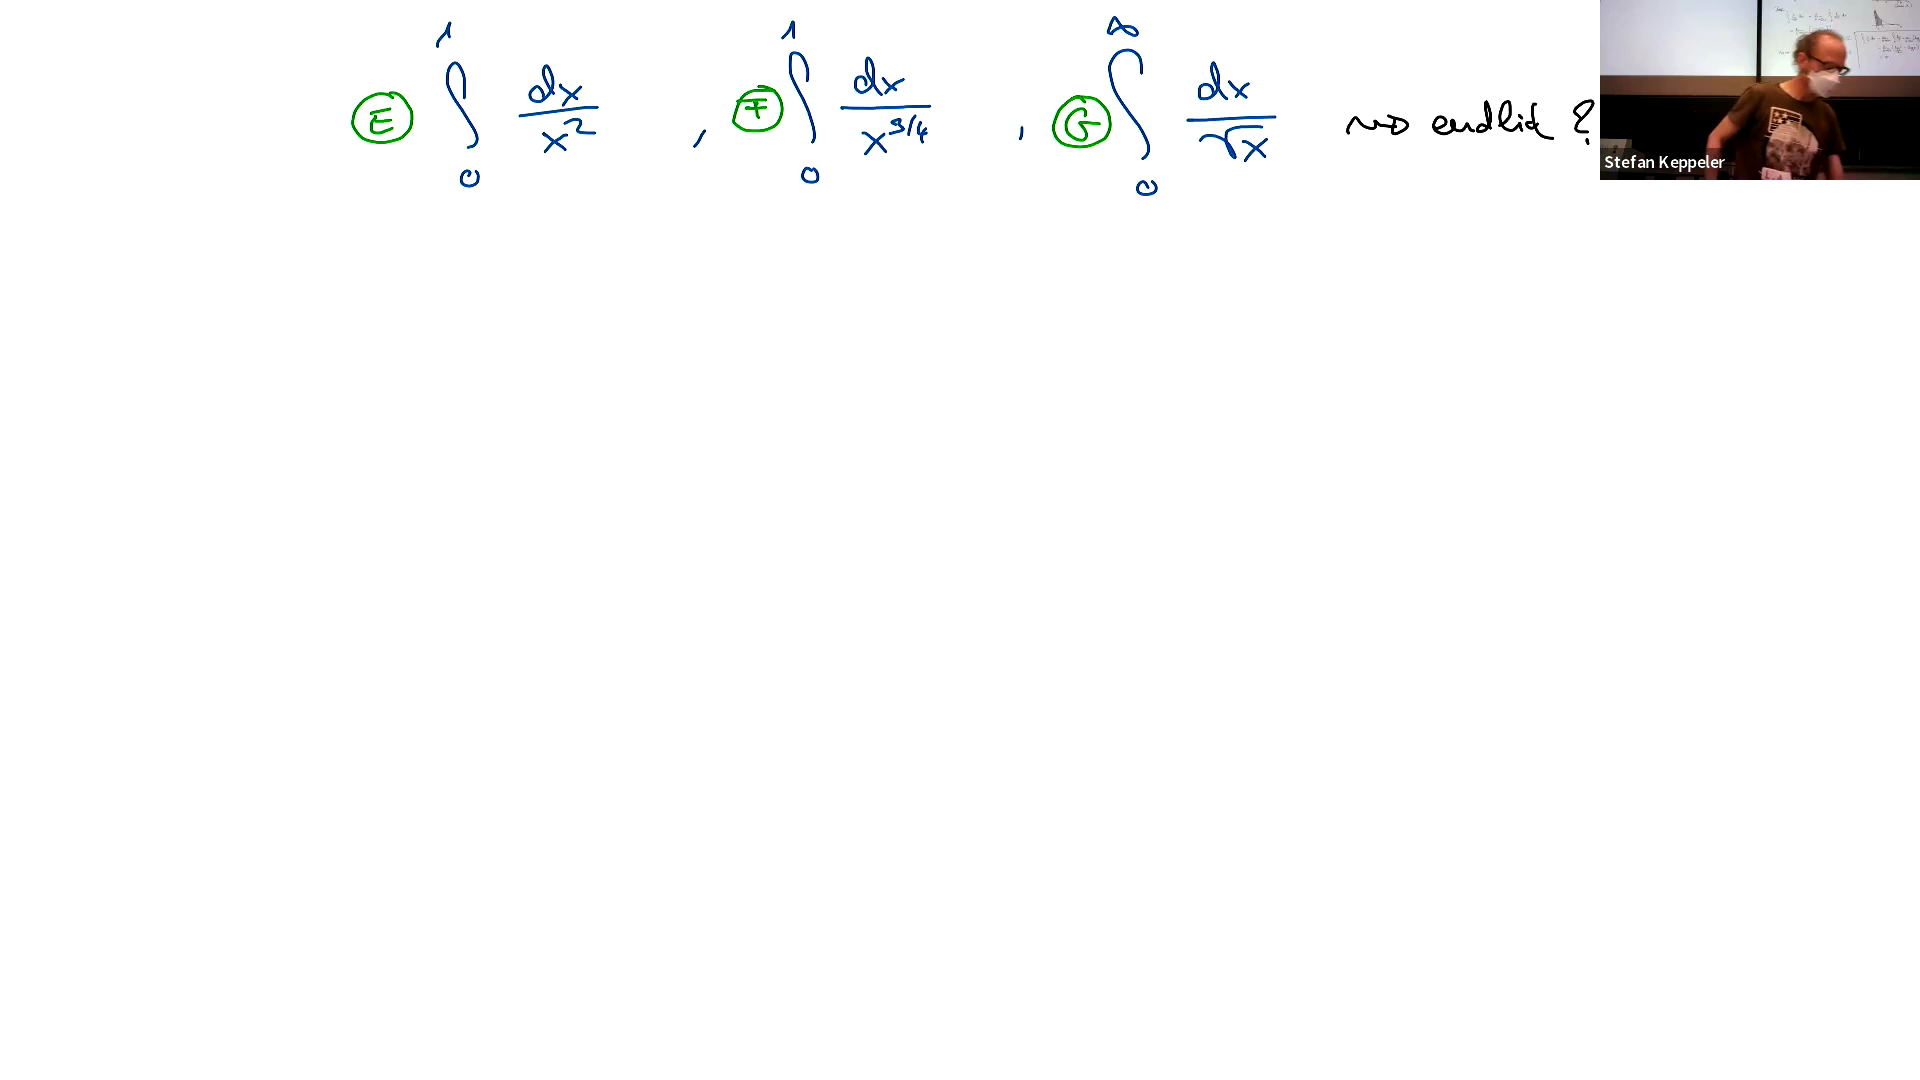 Ⓔ ∫₀¹ dx/x² , Ⓕ ∫₀¹ dx/x^{3/4} , Ⓖ ∫₀^∞ dx/√x ⇝ endlich ?
Stefan Keppeler